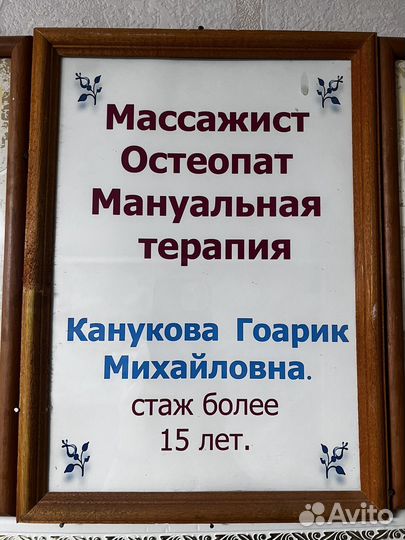 Массажист
Остеопат
Мануальная
терапия
Канукова Гоарик
Михайловна.
стаж более
15 лет.
Avito